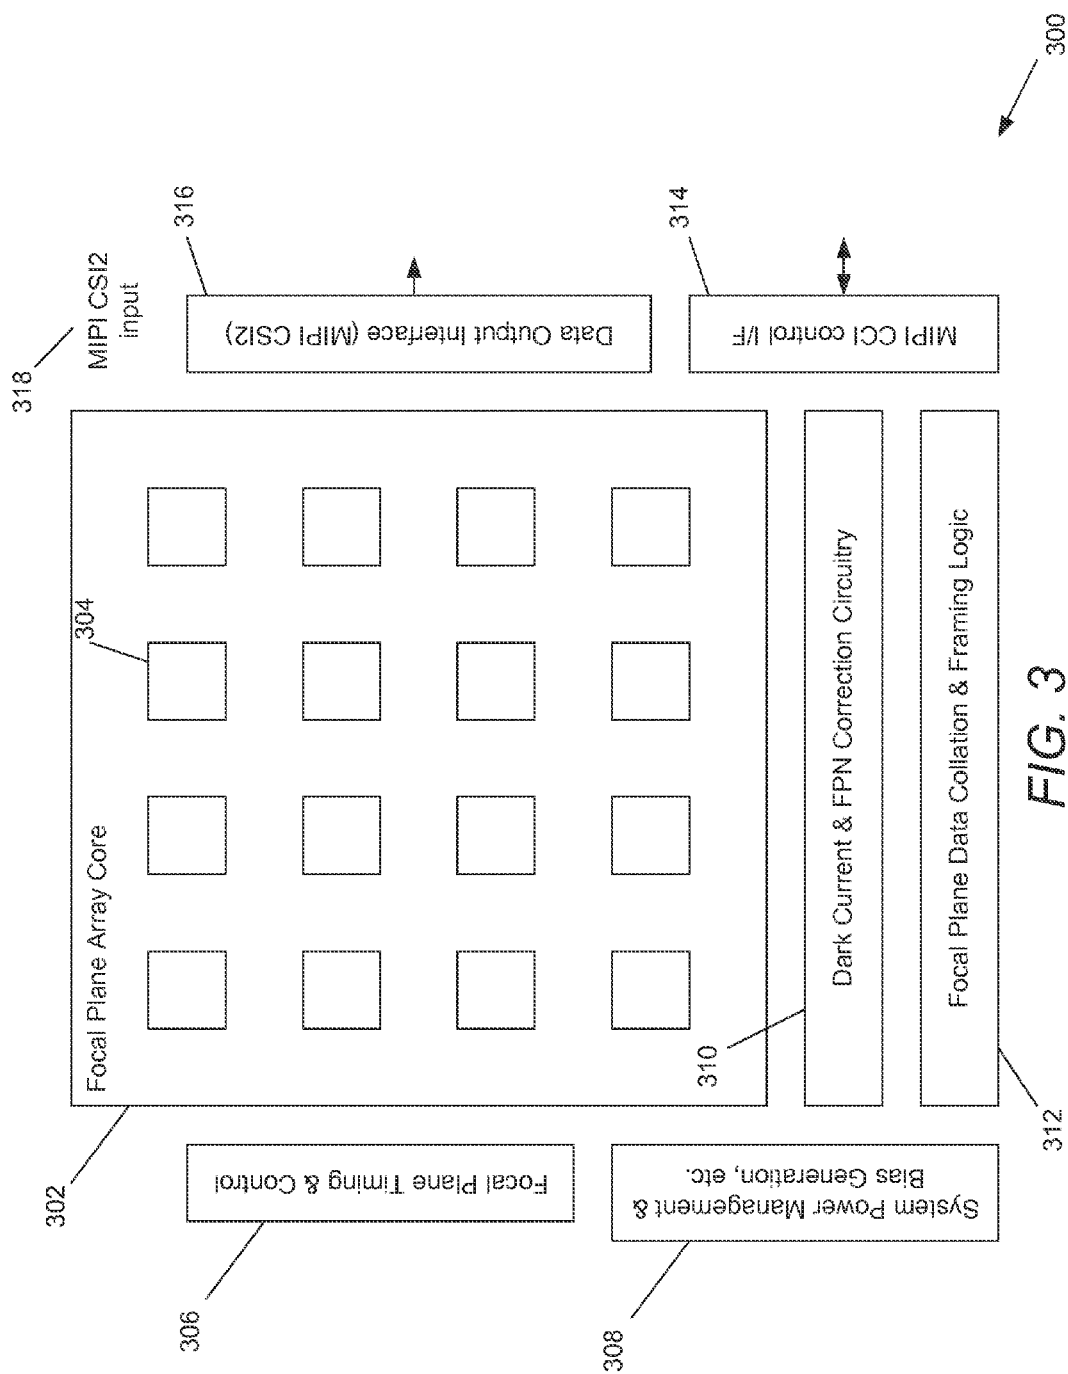 318
MIPI CSI2
input
316
Data Output Interface (MIPI CSI2)
314
MIPI CCI control I/F
300
Focal Plane Array Core
304
302
306
Focal Plane Timing & Control
308
System Power Management &
Bias Generation, etc.
310
Dark Current & FPN Correction Circuitry
312
Focal Plane Data Collation & Framing Logic
FIG. 3